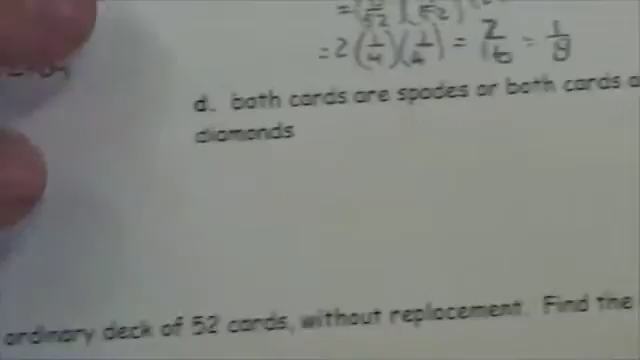 = 2 (1/4)(1/4) = 2/16 = 1/8
d. both cards are spades or both cards a
diamonds
ordinary deck of 52 cards, without replacement. Find the